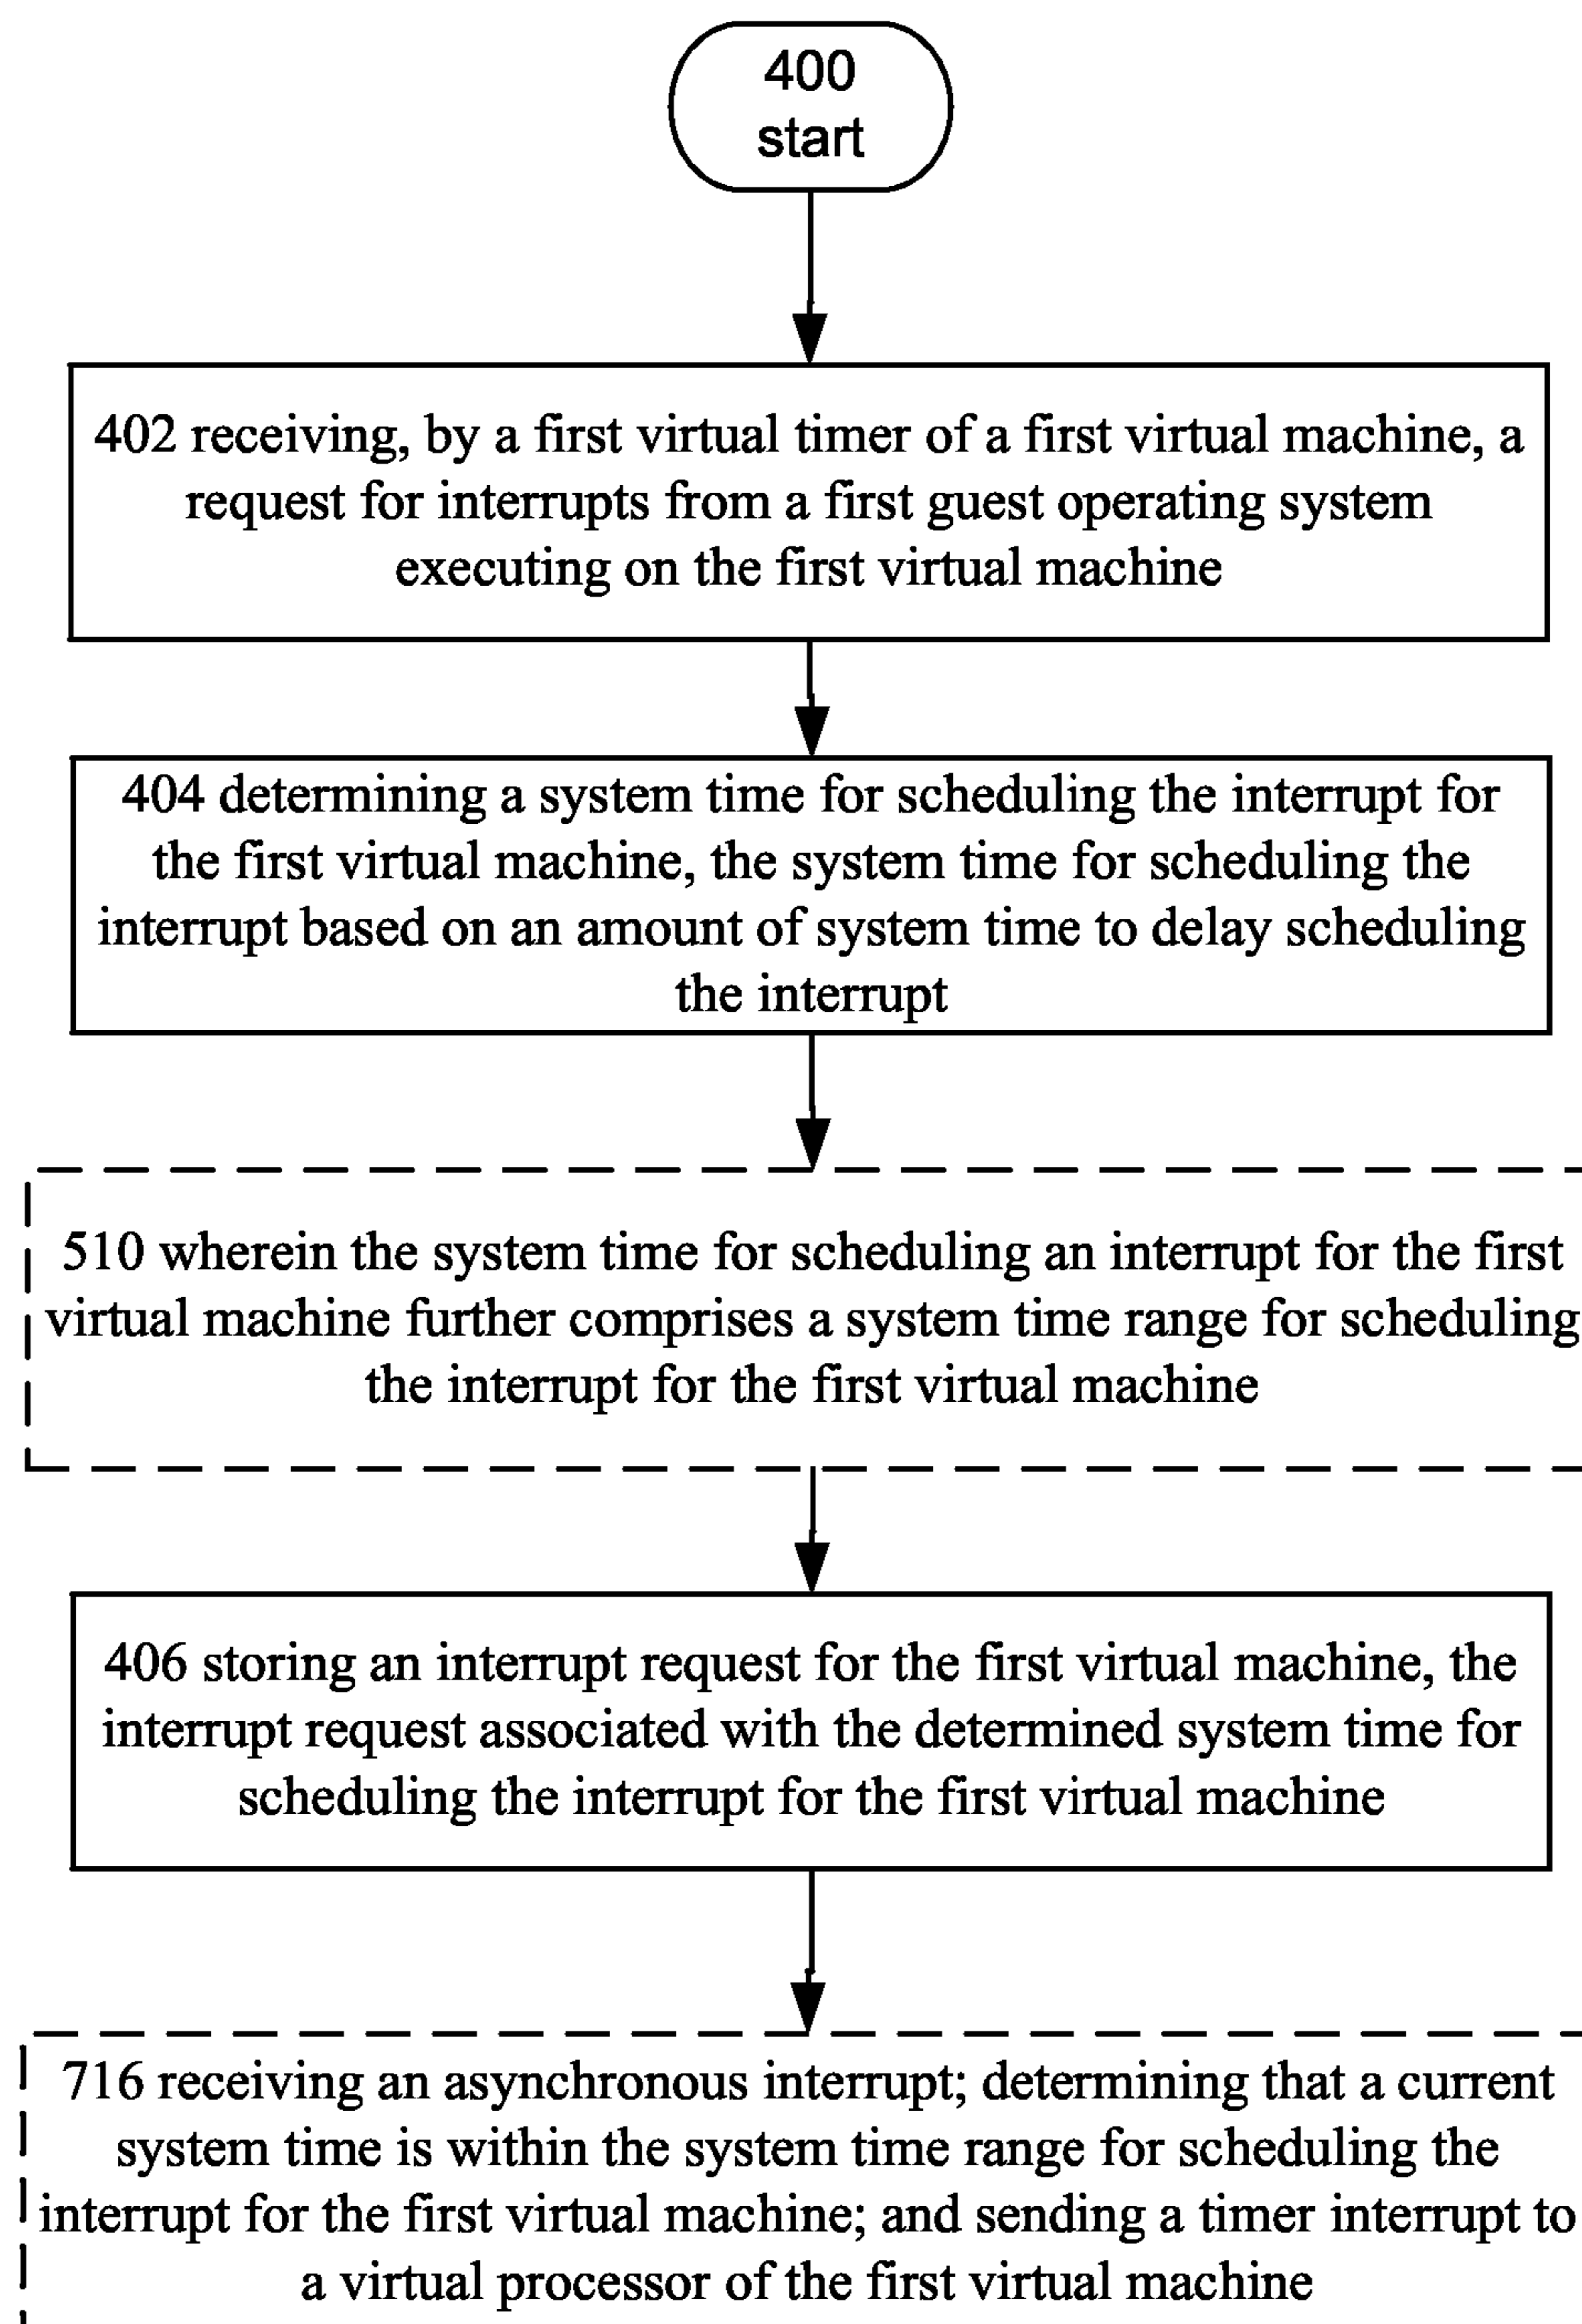 400
start
402 receiving, by a first virtual timer of a first virtual machine, a
request for interrupts from a first guest operating system
executing on the first virtual machine
404 determining a system time for scheduling the interrupt for
the first virtual machine, the system time for scheduling the
interrupt based on an amount of system time to delay scheduling
the interrupt
510 wherein the system time for scheduling an interrupt for the first
virtual machine further comprises a system time range for scheduling
the interrupt for the first virtual machine
406 storing an interrupt request for the first virtual machine, the
interrupt request associated with the determined system time for
scheduling the interrupt for the first virtual machine
716 receiving an asynchronous interrupt; determining that a current
system time is within the system time range for scheduling the
interrupt for the first virtual machine; and sending a timer interrupt to
a virtual processor of the first virtual machine